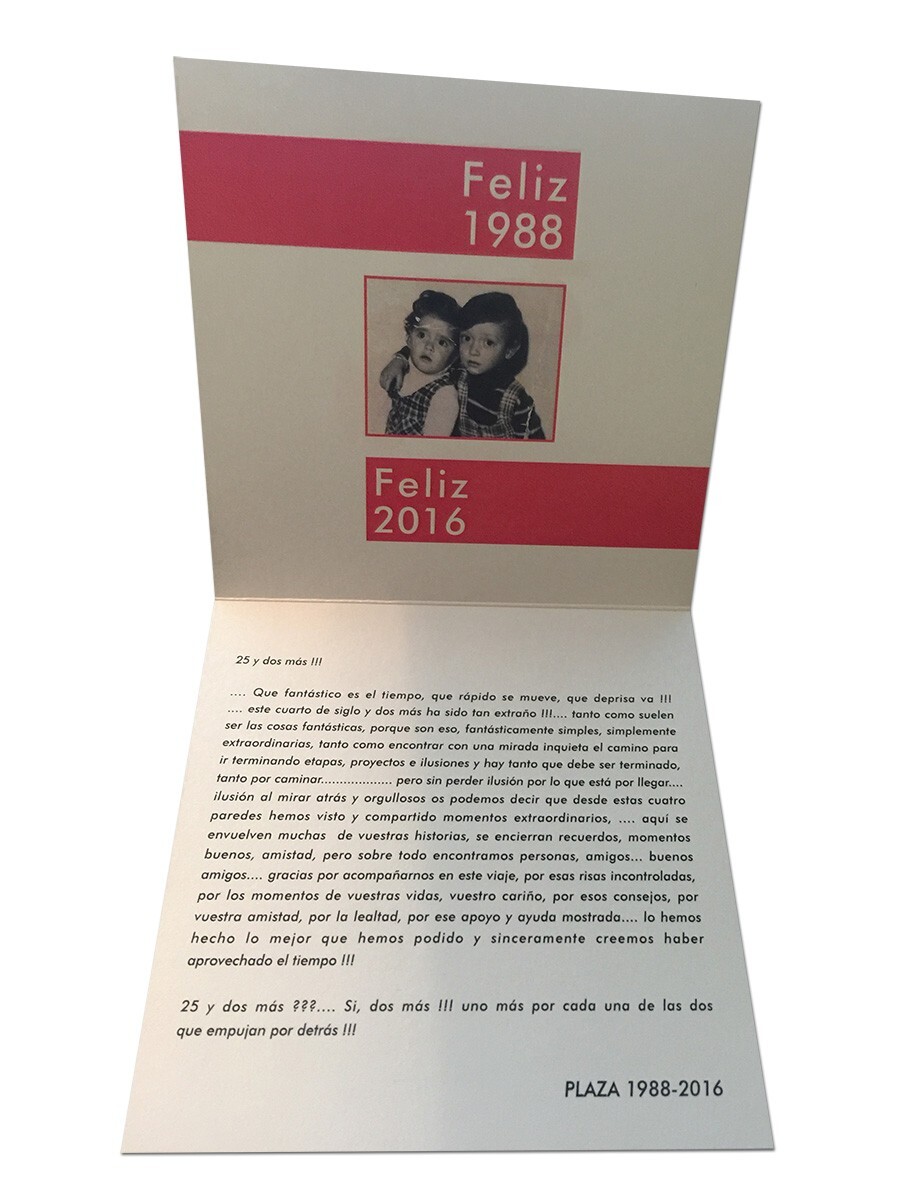 Feliz
1988
Feliz
2016
25 y dos más !!!
.... Que fantástico es el tiempo, que rápido se mueve, que deprisa va !!!
.... este cuarto de siglo y dos más ha sido tan extraño !!!.... tanto como suelen
ser las cosas fantásticas, porque son eso, fantásticamente simples, simplemente
extraordinarias, tanto como encontrar con una mirada inquieta el camino para
ir terminando etapas, proyectos e ilusiones y hay tanto que debe ser terminado,
tanto por caminar................... pero sin perder ilusión por lo que está por llegar....
ilusión al mirar atrás y orgullosos os podemos decir que desde estas cuatro
paredes hemos visto y compartido momentos extraordinarios, .... aquí se
envuelven muchas de vuestras historias, se encierran recuerdos, momentos
buenos, amistad, pero sobre todo encontramos personas, amigos... buenos
amigos.... gracias por acompañarnos en este viaje, por esas risas incontroladas,
por los momentos de vuestras vidas, vuestro cariño, por esos consejos, por
vuestra amistad, por la lealtad, por ese apoyo y ayuda mostrada.... lo hemos
hecho lo mejor que hemos podido y sinceramente creemos haber
aprovechado el tiempo !!!
25 y dos más ???.... Si, dos más !!! uno más por cada una de las dos
que empujan por detrás !!!
PLAZA 1988-2016